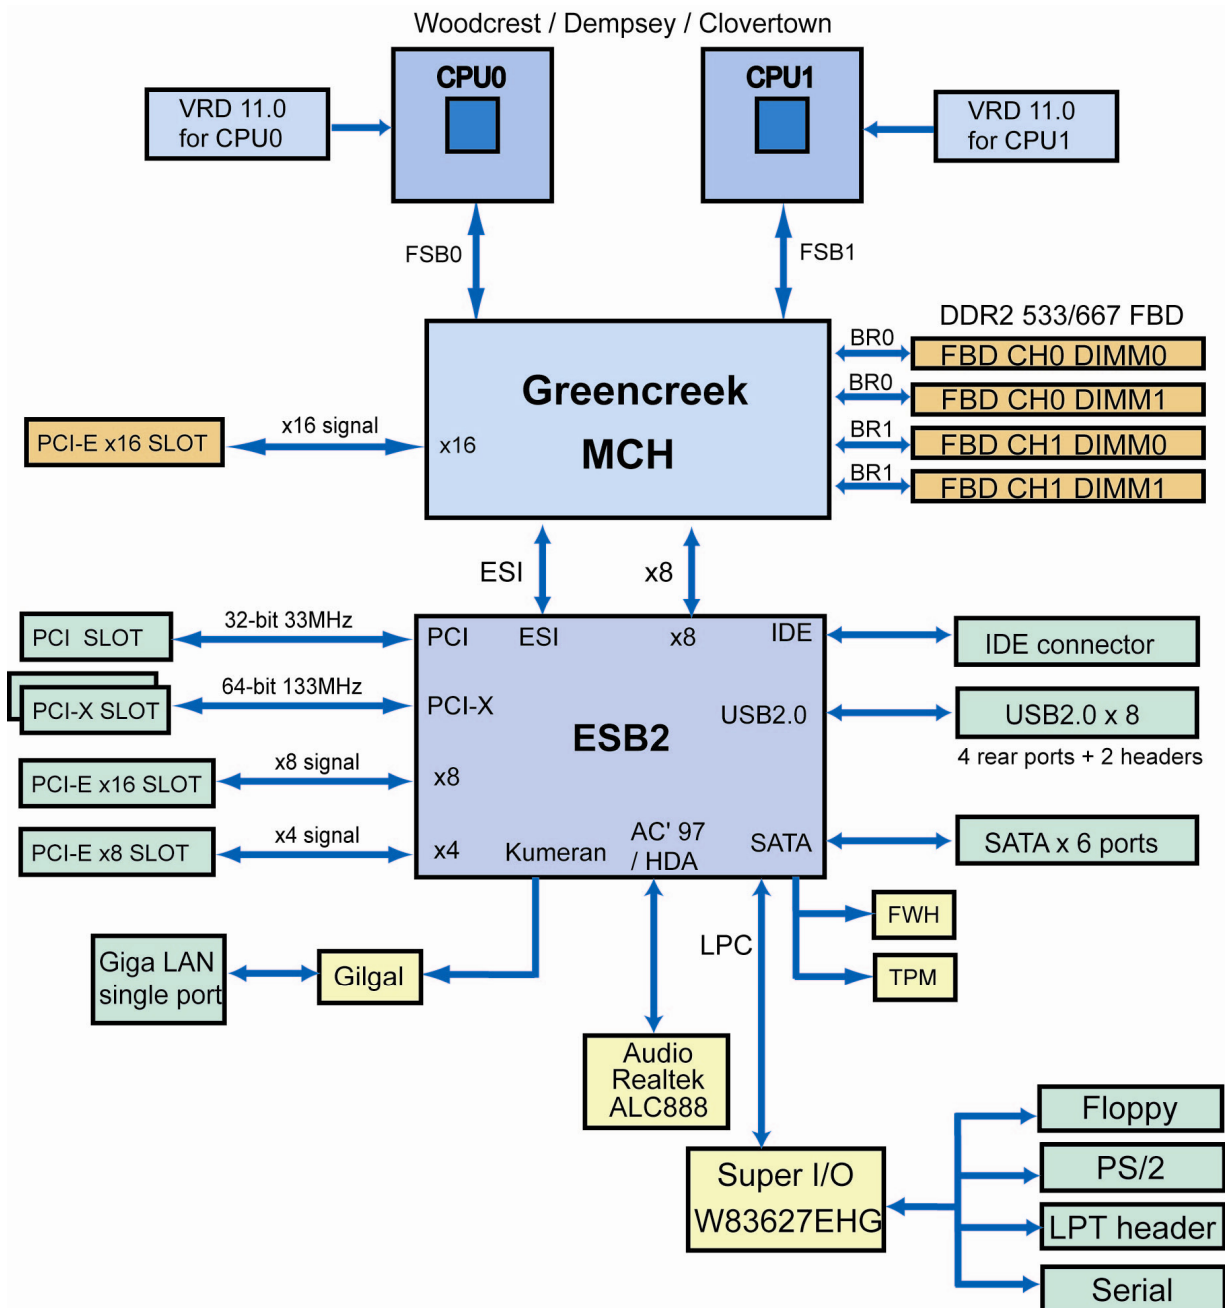 Woodcrest / Dempsey / Clovertown
CPU0
CPU1
VRD 11.0
for CPU0
VRD 11.0
for CPU1
FSB0
FSB1
DDR2 533/667 FBD
BR0
FBD CH0 DIMM0
BR0
FBD CH0 DIMM1
BR1
FBD CH1 DIMM0
BR1
FBD CH1 DIMM1
Greencreek
MCH
PCI-E x16 SLOT
x16 signal
x16
ESI
x8
PCI SLOT
32-bit 33MHz
PCI
ESI
x8
IDE
IDE connector
PCI-X SLOT
64-bit 133MHz
PCI-X
ESB2
USB2.0
USB2.0 x 8
4 rear ports + 2 headers
PCI-E x16 SLOT
x8 signal
x8
PCI-E x8 SLOT
x4 signal
x4
Kumeran
AC' 97
/ HDA
SATA
SATA x 6 ports
FWH
LPC
TPM
Giga LAN
single port
Gilgal
Audio
Realtek
ALC888
Super I/O
W83627EHG
Floppy
PS/2
LPT header
Serial